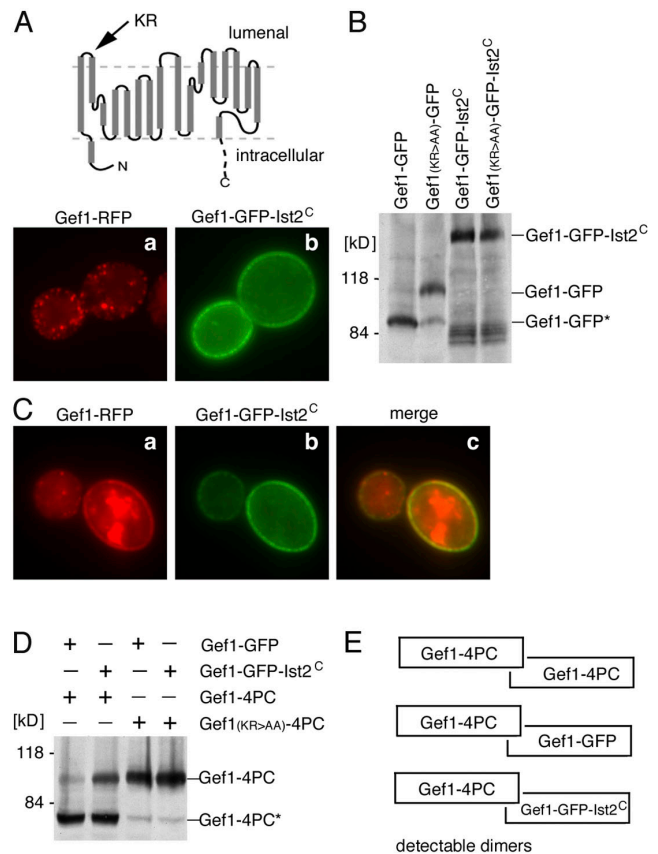 A
KR
lumenal
N
intracellular
C
Gef1-RFP
Gef1-GFP-Ist2C
a
b
B
Gef1-GFP
Gef1(KR>AA)-GFP
Gef1-GFP-Ist2C
Gef1(KR>AA)-GFP-Ist2C
[kD]
118 -
84 -
Gef1-GFP-Ist2C
Gef1-GFP
Gef1-GFP*
C
Gef1-RFP
Gef1-GFP-Ist2C
merge
a
b
c
D
+ — + — Gef1-GFP
— + — + Gef1-GFP-Ist2C
+ + — — Gef1-4PC
— — + + Gef1(KR>AA)-4PC
[kD]
118 -
84 -
Gef1-4PC
Gef1-4PC*
E
Gef1-4PC
Gef1-4PC
Gef1-4PC
Gef1-GFP
Gef1-4PC
Gef1-GFP-Ist2C
detectable dimers